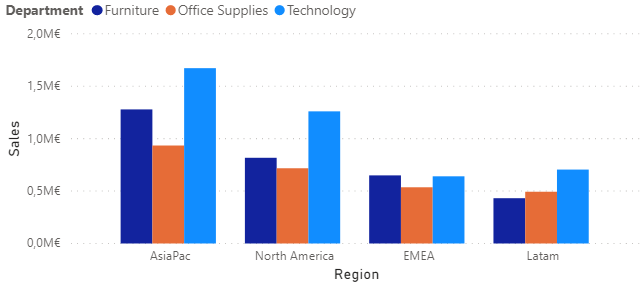 Department Furniture Office Supplies Technology
2,0M€
1,5M€
1,0M€
0,5M€
0,0M€
Sales
AsiaPac North America EMEA Latam
Region